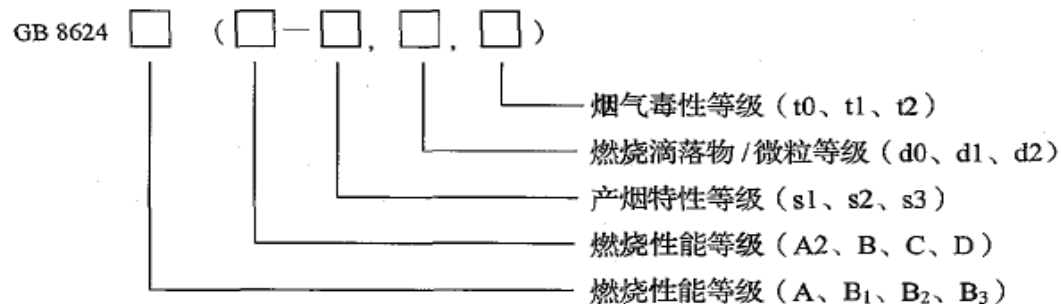 GB 8624 □ （□—□，□，□）
烟气毒性等级（t0、t1、t2）
燃烧滴落物/微粒等级（d0、d1、d2）
产烟特性等级（s1、s2、s3）
燃烧性能等级（A2、B、C、D）
燃烧性能等级（A、B₁、B₂、B₃）